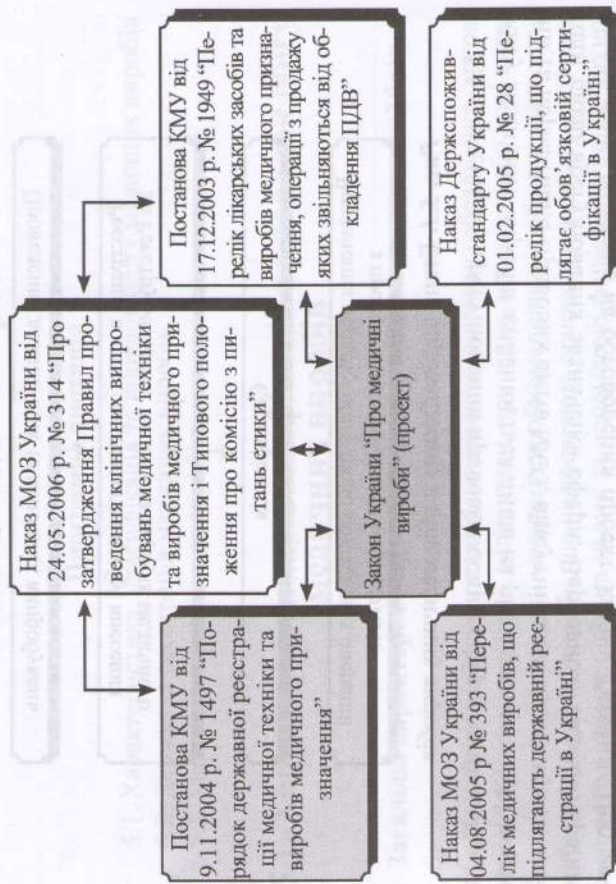 Наказ МОЗ України від
24.05.2006 р. № 314 “Про
затвердження Правил про-
ведення клінічних випро-
бувань медичної техніки
та виробів медичного при-
значення і Типового поло-
ження про комісію з пи-
тань етики”
Постанова КМУ від
9.11.2004 р. № 1497 “По-
рядок державної реєстра-
ції медичної техніки та
виробів медичного при-
значення”
Постанова КМУ від
17.12.2003 р. № 1949 “Пе-
релік лікарських засобів та
виробів медичного призна-
чення, операції з продажу
яких звільняються від об-
кладення ПДВ”
Закон України “Про медичні
вироби” (проект)
Наказ МОЗ України від
04.08.2005 р № 393 “Пере-
лік медичних виробів, що
підлягають державній реє-
страції в Україні”
Наказ Держспожив-
стандарту України від
01.02.2005 р. № 28 “Пе-
релік продукції, що під-
лягає обов’язковій серти-
фікації в Україні”